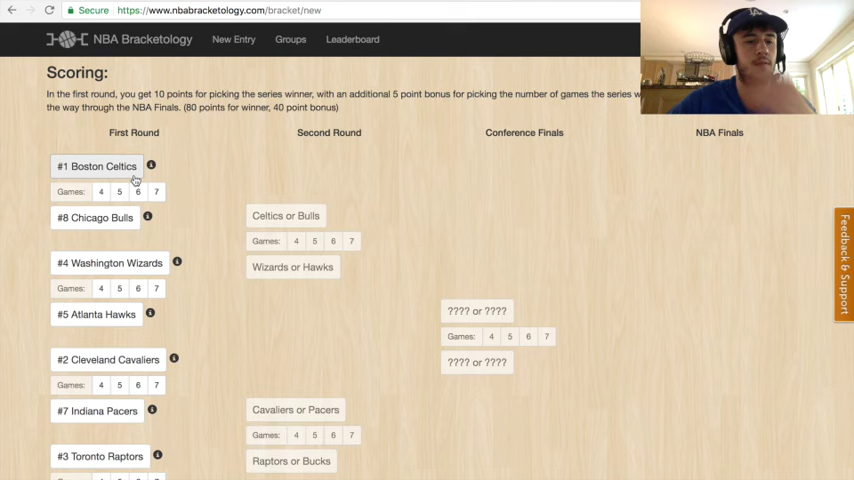 Secure https://www.nbabracketology.com/bracket/new
NBA Bracketology New Entry Groups Leaderboard
Scoring:
In the first round, you get 10 points for picking the series winner, with an additional 5 point bonus for picking the number of games the series
the way through the NBA Finals. (80 points for winner, 40 point bonus)
First Round Second Round Conference Finals NBA Finals
#1 Boston Celtics
Games: 4 5 6 7
#8 Chicago Bulls
Celtics or Bulls
Games: 4 5 6 7
#4 Washington Wizards
Wizards or Hawks
Games: 4 5 6 7
#5 Atlanta Hawks
???? or ????
Games: 4 5 6 7
#2 Cleveland Cavaliers
???? or ????
Games: 4 5 6 7
#7 Indiana Pacers
Cavaliers or Pacers
Games: 4 5 6 7
#3 Toronto Raptors
Raptors or Bucks
Feedback & Support